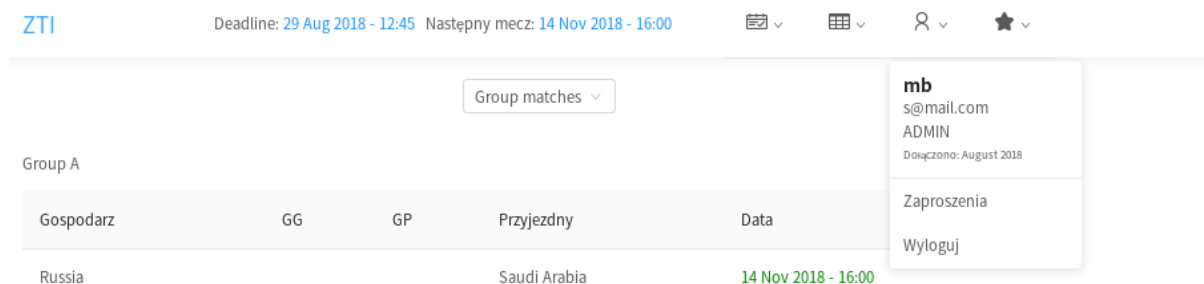 ZTI Deadline: 29 Aug 2018 - 12:45 Następny mecz: 14 Nov 2018 - 16:00
mb
s@mail.com
ADMIN
Dołączono: August 2018
Zaproszenia
Wyloguj
Group matches
Group A
Gospodarz GG GP Przyjezdny Data
Russia Saudi Arabia 14 Nov 2018 - 16:00